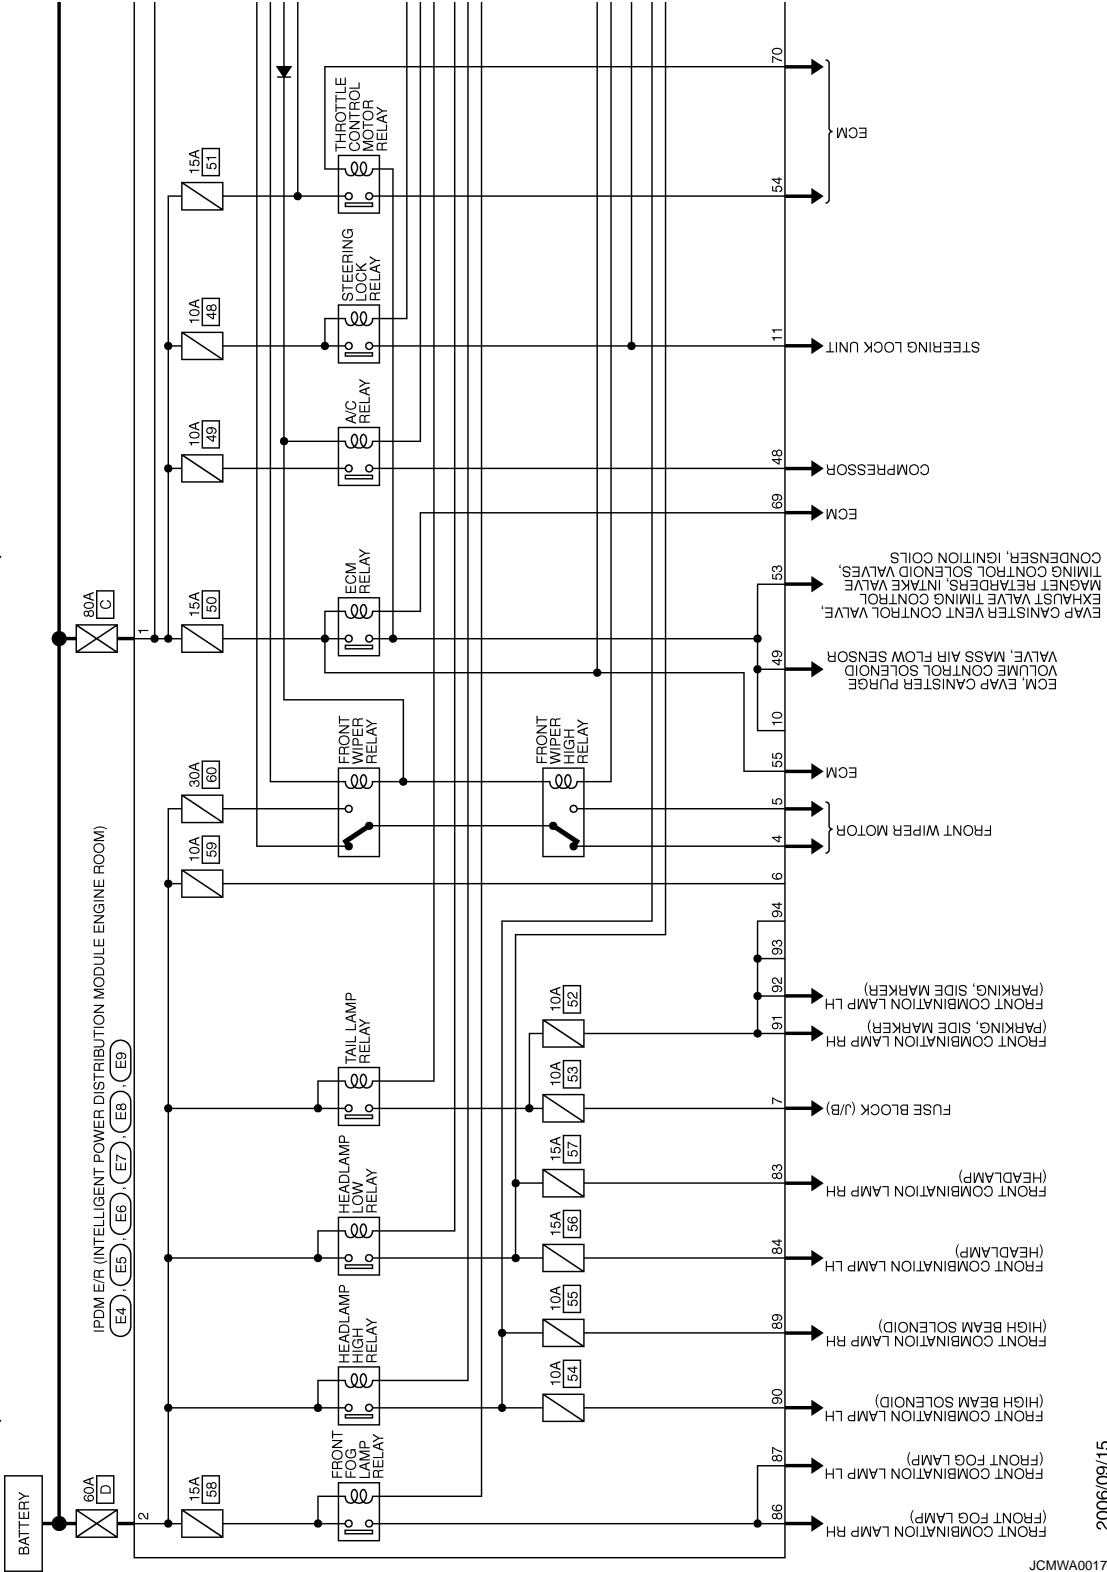 BATTERY
60A
D
80A
C
IPDM E/R (INTELLIGENT POWER DISTRIBUTION MODULE ENGINE ROOM)
E4 , E5 , E6 , E7 , E8 , E9
2
1
15A
58
10A
59
30A
60
15A
50
10A
49
10A
48
15A
51
FRONT
FOG
LAMP
RELAY
HEADLAMP
HIGH
RELAY
HEADLAMP
LOW
RELAY
TAIL LAMP
RELAY
FRONT
WIPER
RELAY
ECM
RELAY
A/C
RELAY
STEERING
LOCK
RELAY
THROTTLE
CONTROL
MOTOR
RELAY
10A
54
10A
55
15A
56
15A
57
10A
53
10A
52
FRONT
WIPER
HIGH
RELAY
86
87
90
89
84
83
7
91
92
93
94
6
4
5
55
10
49
53
69
48
11
54
70
FRONT COMBINATION LAMP RH
(FRONT FOG LAMP)
FRONT COMBINATION LAMP LH
(FRONT FOG LAMP)
FRONT COMBINATION LAMP LH
(HIGH BEAM SOLENOID)
FRONT COMBINATION LAMP RH
(HIGH BEAM SOLENOID)
FRONT COMBINATION LAMP LH
(HEADLAMP)
FRONT COMBINATION LAMP RH
(HEADLAMP)
FUSE BLOCK (J/B)
FRONT COMBINATION LAMP RH
(PARKING, SIDE MARKER)
FRONT COMBINATION LAMP LH
(PARKING, SIDE MARKER)
FRONT WIPER MOTOR
ECM
ECM, EVAP CANISTER PURGE
VOLUME CONTROL SOLENOID
VALVE, MASS AIR FLOW SENSOR
EVAP CANISTER VENT CONTROL VALVE,
EXHAUST VALVE TIMING CONTROL
MAGNET RETARDERS, INTAKE VALVE
TIMING CONTROL SOLENOID VALVES,
CONDENSER, IGNITION COILS
ECM
COMPRESSOR
STEERING LOCK UNIT
ECM
2006/09/15
JCMWA0017